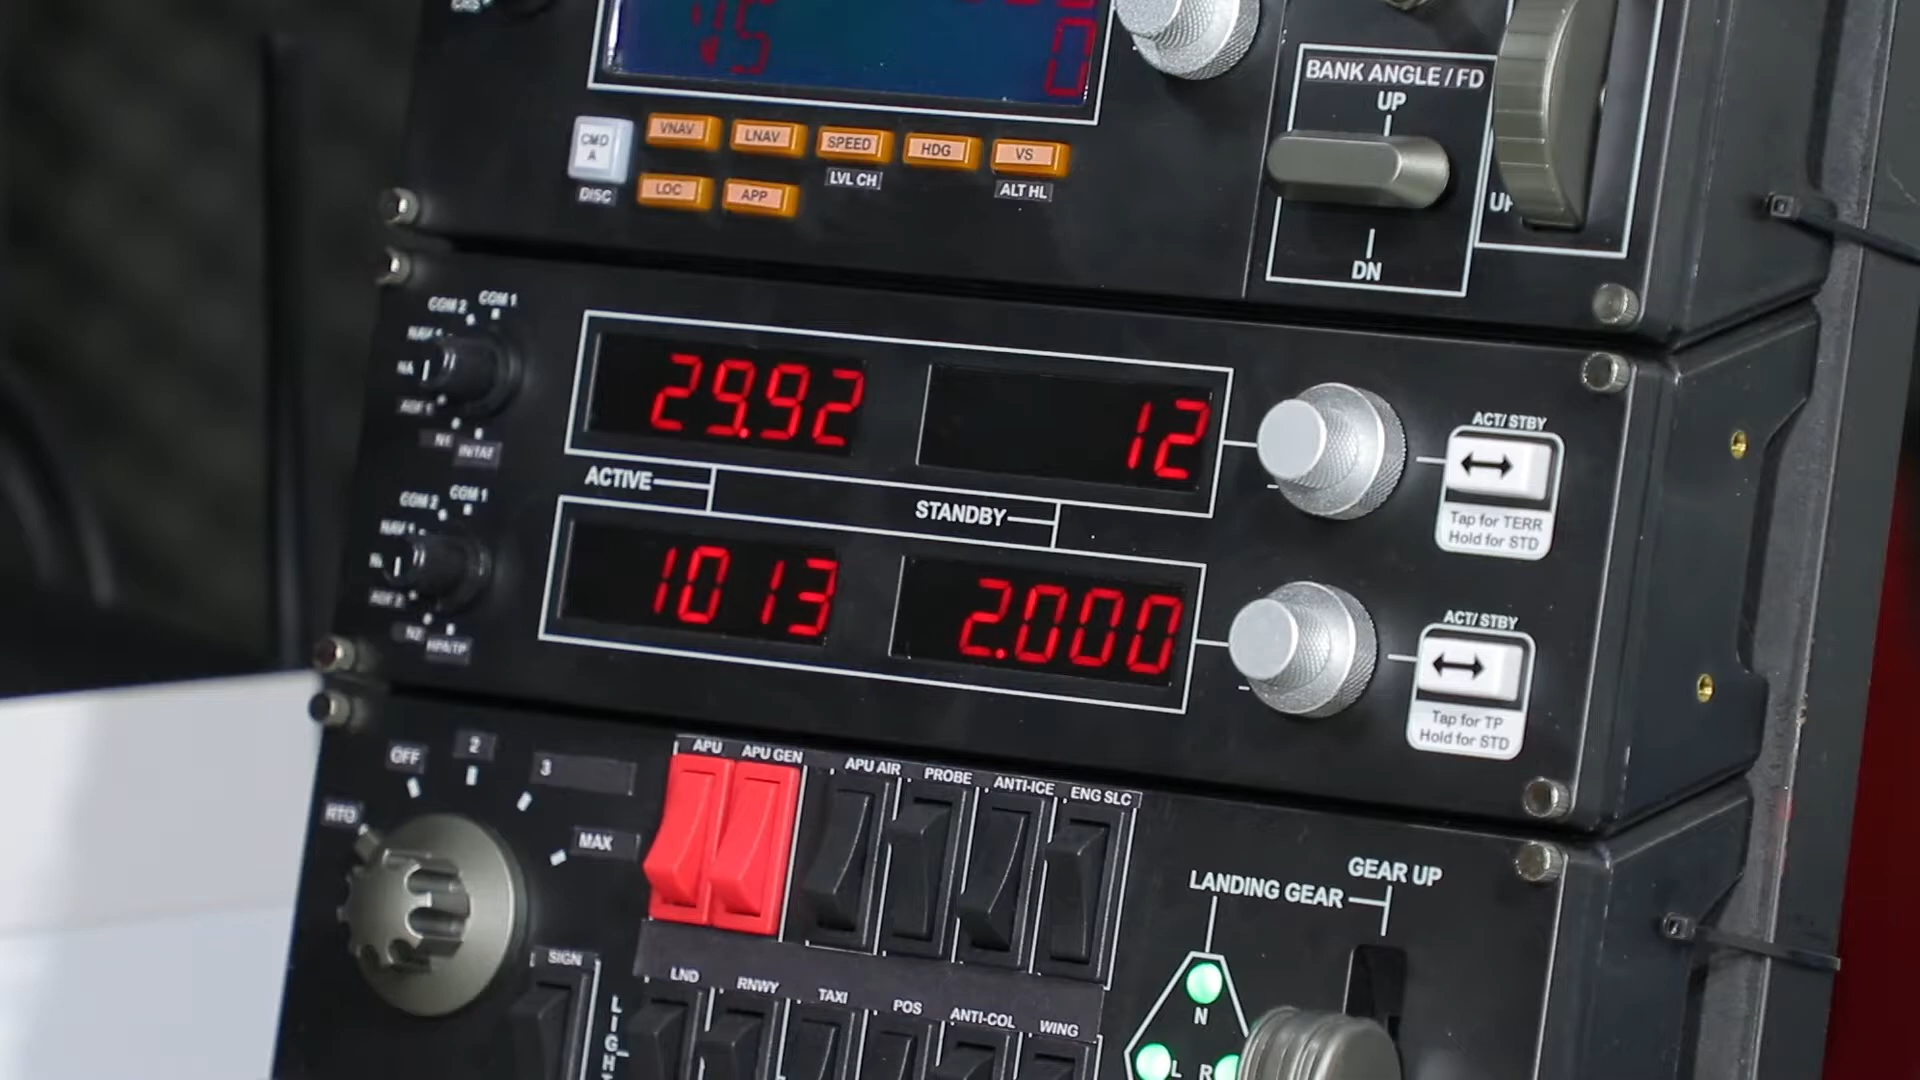 15
0
BANK ANGLE / FD
UP
CMD
A
VNAV
LNAV
SPEED
HDG
VS
DISC
LOC
APP
LVL CH
ALT HL
DN
COM 2
COM 1
29.92
12
ACT/ STBY
Tap for TERR
Hold for STD
ACTIVE
STANDBY
COM 2
COM 1
1013
2.000
ACT/ STBY
Tap for TP
Hold for STD
OFF
2
3
RTO
MAX
APU
APU GEN
APU AIR
PROBE
ANTI-ICE
ENG SLC
LANDING GEAR
GEAR UP
SIGN
LND
RNWY
TAXI
POS
ANTI-COL
WING
N
L
R